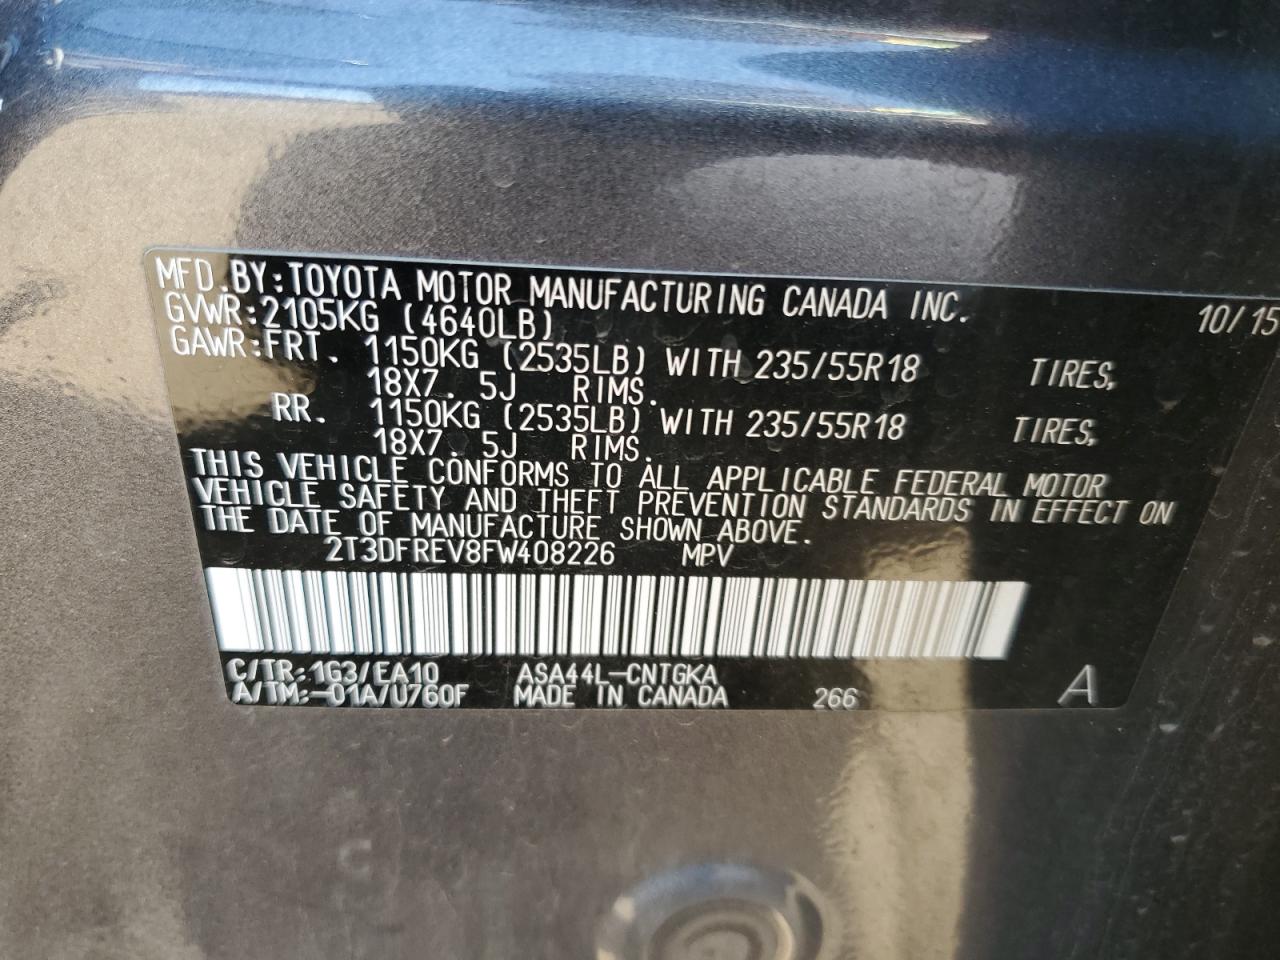 MFD.BY:TOYOTA MOTOR MANUFACTURING CANADA INC. 10/15
GVWR:2105KG (4640LB)
GAWR:FRT. 1150KG (2535LB) WITH 235/55R18 TIRES,
18X7. 5J RIMS.
RR. 1150KG (2535LB) WITH 235/55R18 TIRES,
18X7. 5J RIMS.
THIS VEHICLE CONFORMS TO ALL APPLICABLE FEDERAL MOTOR
VEHICLE SAFETY AND THEFT PREVENTION STANDARDS IN EFFECT ON
THE DATE OF MANUFACTURE SHOWN ABOVE.
2T3DFREV8FW408226 MPV
C/TR:1G3/EA10 ASA44L-CNTGKA
A/TM:-01A/U760F MADE IN CANADA 266 A